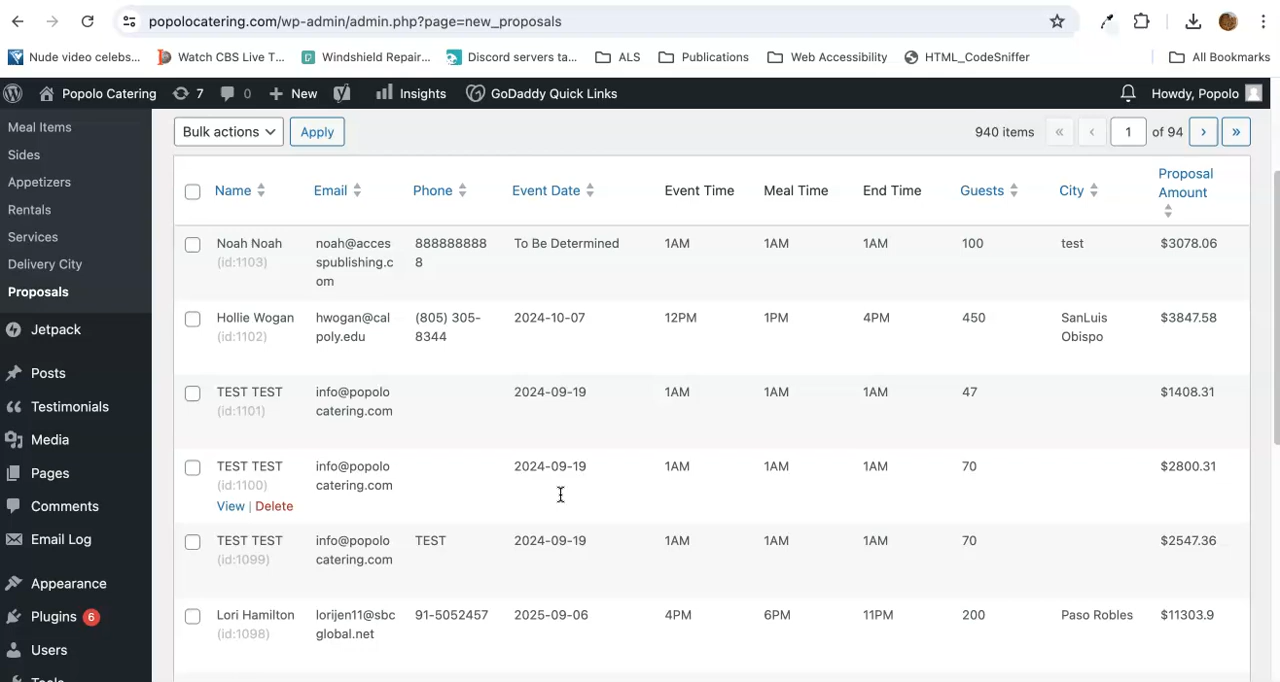 popolocatering.com/wp-admin/admin.php?page=new_proposals
Nude video celebs... Watch CBS Live T... Windshield Repair... Discord servers ta... ALS Publications Web Accessibility HTML_CodeSniffer All Bookmarks
Popolo Catering 7 0 New Insights GoDaddy Quick Links Howdy, Popolo
Meal Items
Sides
Appetizers
Rentals
Services
Delivery City
Proposals
Jetpack
Posts
Testimonials
Media
Pages
Comments
Email Log
Appearance
Plugins 6
Users
Tools
Bulk actions Apply 940 items « ‹ 1 of 94 › »
Name Email Phone Event Date Event Time Meal Time End Time Guests City Proposal
Amount
Noah Noah noah@acces 888888888 To Be Determined 1AM 1AM 1AM 100 test $3078.06
(id:1103) spublishing.c 8
om
Hollie Wogan hwogan@cal (805) 305- 2024-10-07 12PM 1PM 4PM 450 SanLuis $3847.58
(id:1102) poly.edu 8344 Obispo
TEST TEST info@popolo 2024-09-19 1AM 1AM 1AM 47 $1408.31
(id:1101) catering.com
TEST TEST info@popolo 2024-09-19 1AM 1AM 1AM 70 $2800.31
(id:1100) catering.com
View | Delete
TEST TEST info@popolo TEST 2024-09-19 1AM 1AM 1AM 70 $2547.36
(id:1099) catering.com
Lori Hamilton lorijen11@sbc 91-5052457 2025-09-06 4PM 6PM 11PM 200 Paso Robles $11303.9
(id:1098) global.net